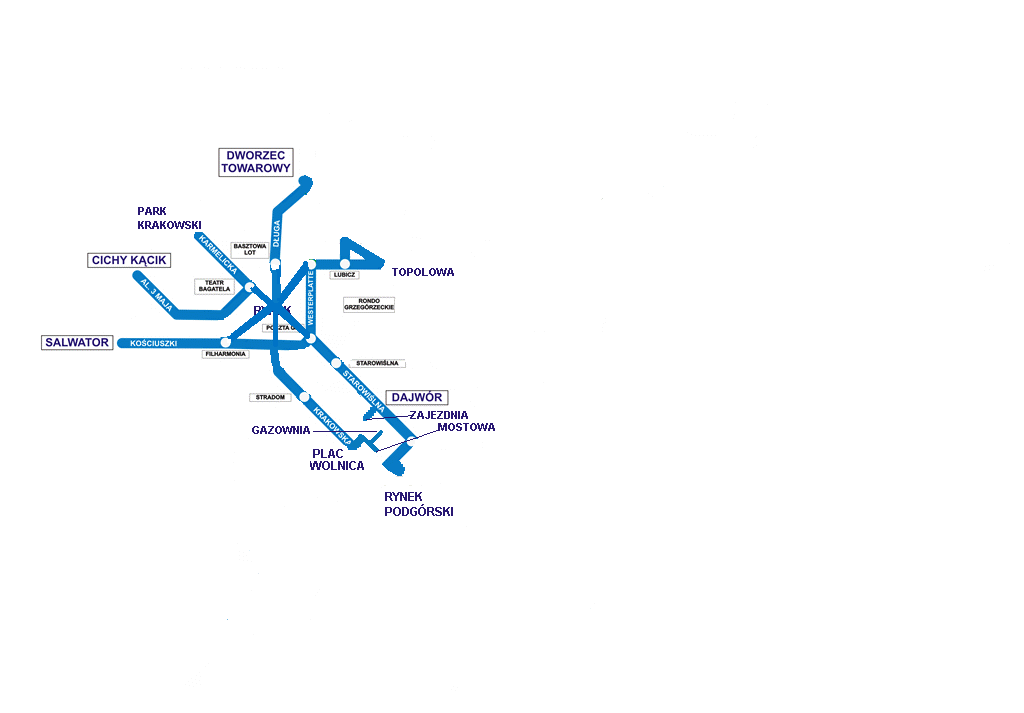 DWORZEC
TOWAROWY
PARK
KRAKOWSKI
KARMELICKA
DŁUGA
BASZTOWA
LOT
CICHY KĄCIK
AL. 3 MAJA
TEATR
BAGATELA
LUBICZ
TOPOLOWA
WESTERPLATTE
RONDO
GRZEGÓRZECKIE
RYNEK
POCZTA G
SALWATOR
KOŚCIUSZKI
FILHARMONIA
STAROWIŚLNA
STAROWIŚLNA
STRADOM
DAJWÓR
KRAKOWSKA
ZAJEZDNIA
GAZOWNIA
MOSTOWA
PLAC
WOLNICA
RYNEK
PODGÓRSKI